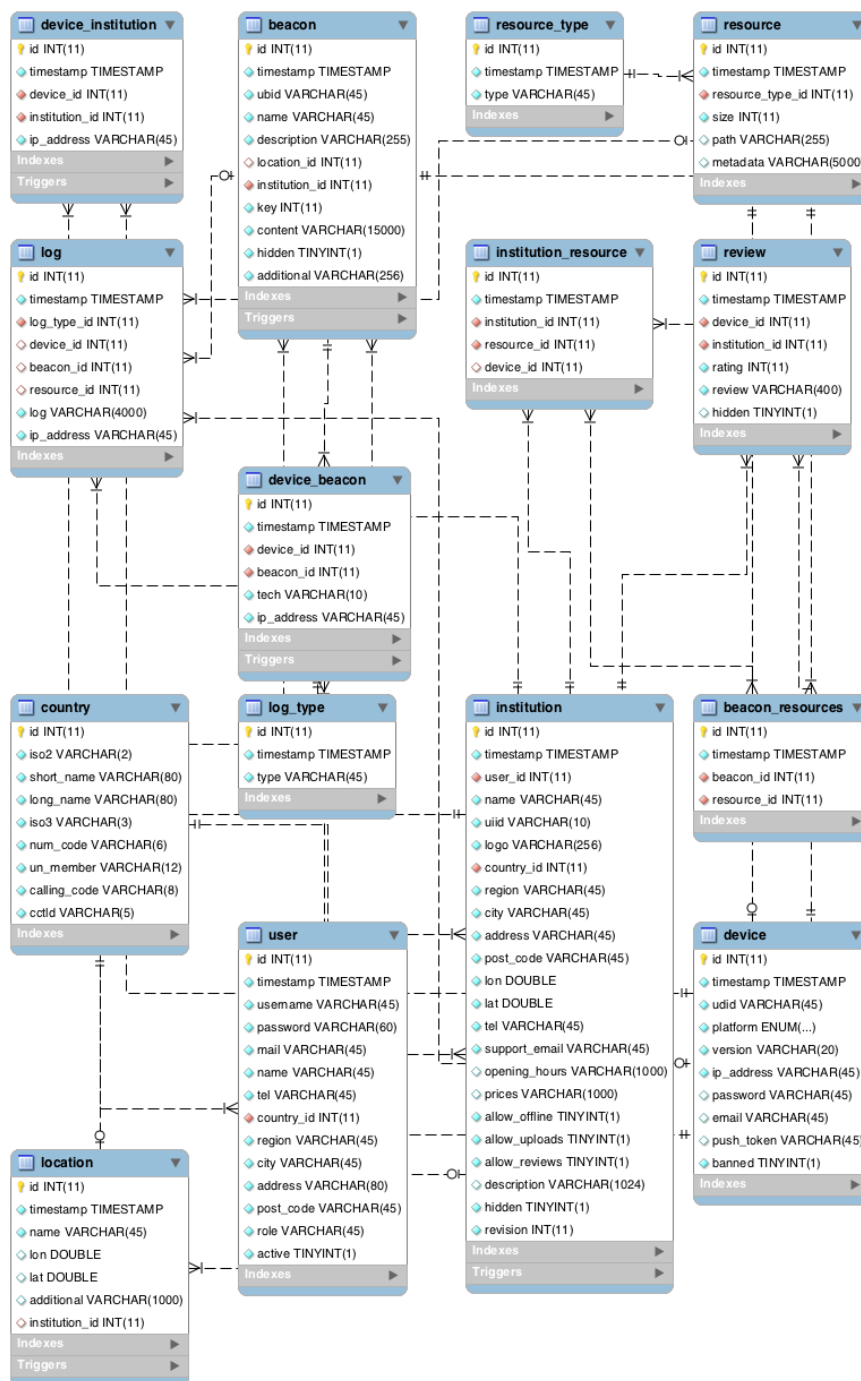 device_institution
id INT(11)
timestamp TIMESTAMP
device_id INT(11)
institution_id INT(11)
ip_address VARCHAR(45)
Indexes
Triggers
beacon
id INT(11)
timestamp TIMESTAMP
ubid VARCHAR(45)
name VARCHAR(45)
description VARCHAR(255)
location_id INT(11)
institution_id INT(11)
key INT(11)
content VARCHAR(15000)
hidden TINYINT(1)
additional VARCHAR(256)
Indexes
Triggers
resource_type
id INT(11)
timestamp TIMESTAMP
type VARCHAR(45)
Indexes
resource
id INT(11)
timestamp TIMESTAMP
resource_type_id INT(11)
size INT(11)
path VARCHAR(255)
metadata VARCHAR(5000
Indexes
log
id INT(11)
timestamp TIMESTAMP
log_type_id INT(11)
device_id INT(11)
beacon_id INT(11)
resource_id INT(11)
log VARCHAR(4000)
ip_address VARCHAR(45)
Indexes
institution_resource
id INT(11)
timestamp TIMESTAMP
institution_id INT(11)
resource_id INT(11)
device_id INT(11)
Indexes
review
id INT(11)
timestamp TIMESTAMP
device_id INT(11)
institution_id INT(11)
rating INT(11)
review VARCHAR(400)
hidden TINYINT(1)
Indexes
device_beacon
id INT(11)
timestamp TIMESTAMP
device_id INT(11)
beacon_id INT(11)
tech VARCHAR(10)
ip_address VARCHAR(45)
Indexes
Triggers
country
id INT(11)
iso2 VARCHAR(2)
short_name VARCHAR(80)
long_name VARCHAR(80)
iso3 VARCHAR(3)
num_code VARCHAR(6)
un_member VARCHAR(12)
calling_code VARCHAR(8)
cctld VARCHAR(5)
Indexes
log_type
id INT(11)
timestamp TIMESTAMP
type VARCHAR(45)
Indexes
institution
id INT(11)
timestamp TIMESTAMP
user_id INT(11)
name VARCHAR(45)
uiid VARCHAR(10)
logo VARCHAR(256)
country_id INT(11)
region VARCHAR(45)
city VARCHAR(45)
address VARCHAR(45)
post_code VARCHAR(45)
lon DOUBLE
lat DOUBLE
tel VARCHAR(45)
support_email VARCHAR(45)
opening_hours VARCHAR(1000)
prices VARCHAR(1000)
allow_offline TINYINT(1)
allow_uploads TINYINT(1)
allow_reviews TINYINT(1)
description VARCHAR(1024)
hidden TINYINT(1)
revision INT(11)
Indexes
Triggers
beacon_resources
id INT(11)
timestamp TIMESTAMP
beacon_id INT(11)
resource_id INT(11)
Indexes
user
id INT(11)
timestamp TIMESTAMP
username VARCHAR(45)
password VARCHAR(60)
mail VARCHAR(45)
name VARCHAR(45)
tel VARCHAR(45)
country_id INT(11)
region VARCHAR(45)
city VARCHAR(45)
address VARCHAR(80)
post_code VARCHAR(45)
role VARCHAR(45)
active TINYINT(1)
Indexes
device
id INT(11)
timestamp TIMESTAMP
udid VARCHAR(45)
platform ENUM(...)
version VARCHAR(20)
ip_address VARCHAR(45)
password VARCHAR(45)
email VARCHAR(45)
push_token VARCHAR(45)
banned TINYINT(1)
Indexes
location
id INT(11)
timestamp TIMESTAMP
name VARCHAR(45)
lon DOUBLE
lat DOUBLE
additional VARCHAR(1000)
institution_id INT(11)
Indexes
Triggers